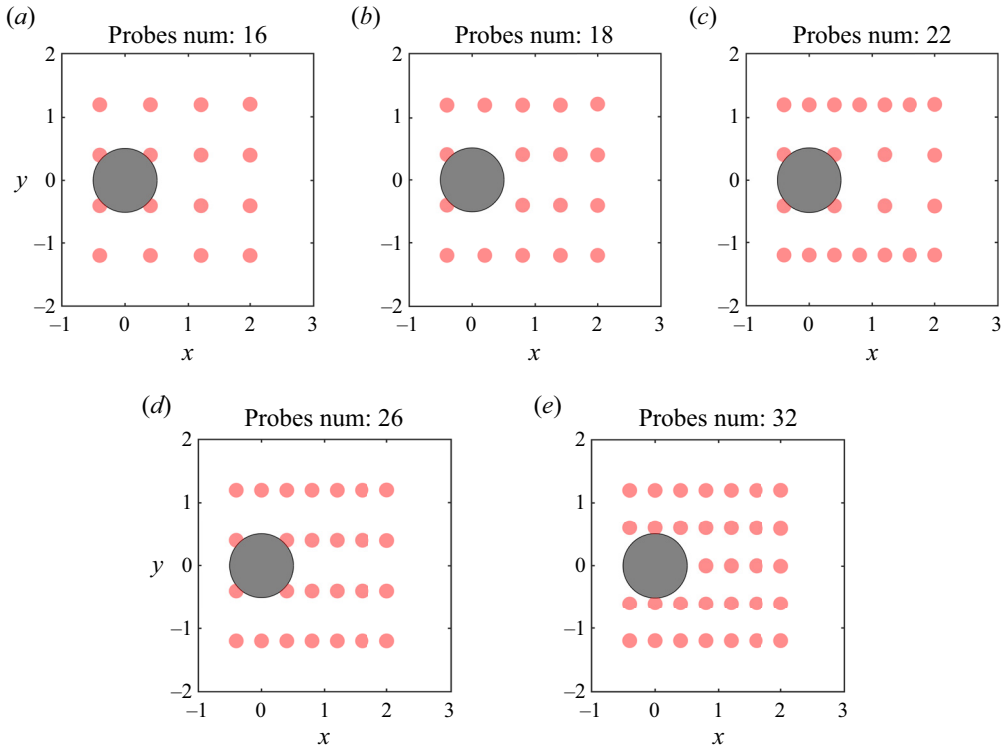 (a)
Probes num: 16
2
1
y
0
–1
–2
–1
0
1
2
3
x
(b)
Probes num: 18
2
1
0
–1
–2
–1
0
1
2
3
x
(c)
Probes num: 22
2
1
0
–1
–2
–1
0
1
2
3
x
(d)
Probes num: 26
2
1
y
0
–1
–2
–1
0
1
2
3
x
(e)
Probes num: 32
2
1
0
–1
–2
–1
0
1
2
3
x